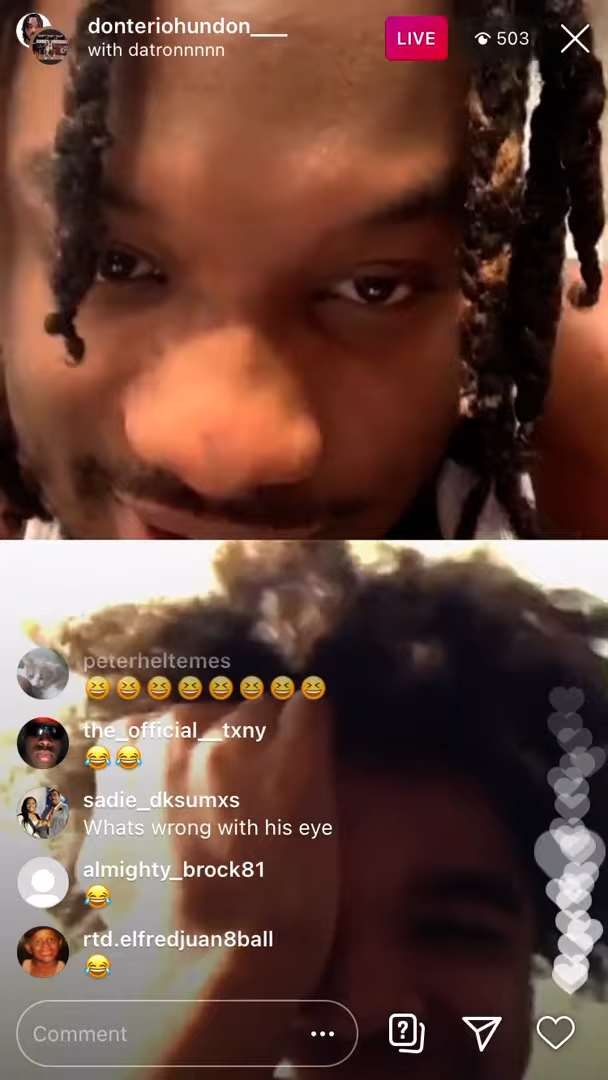 donteriohundon___
with datronnnnn
LIVE
503
peterheltemes
😆😆😆😆😆😆😆😆
the_official__txny
😂😂
sadie_dksumxs
Whats wrong with his eye
almighty_brock81
😂
rtd.elfredjuan8ball
😂
Comment